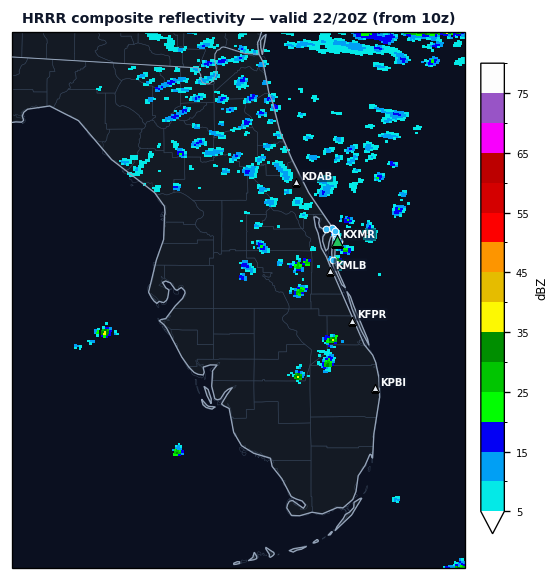 HRRR composite reflectivity — valid 22/20Z (from 10z)
75
65
55
45
35
25
15
5
dBZ
KDAB
KXMR
KMLB
KFPR
KPBI